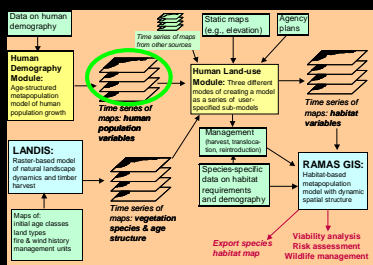 Data on human
demography
Time series of maps
from other sources
Static maps
(e.g., elevation)
Agency
plans
Human
Demography
Module:
Age-structured
metapopulation
model of human
population growth
Time series of
maps: human
population
variables
Human Land-use
Module: Three different
modes of creating a model
as a series of user-
specified sub-models
Time series of
maps: habitat
variables
LANDIS:
Raster-based model
of natural landscape
dynamics and timber
harvest
Management
(harvest, transloca-
tion, reintroduction)
Species-specific
data on habitat
requirements
and demography
RAMAS GIS:
Habitat-based
metapopulation
model with dynamic
spatial structure
Maps of:
initial age classes
land types
fire & wind history
management units
Time series of
maps: vegetation
species & age
structure
Export species
habitat map
Viability analysis
Risk assessment
Wildlife management